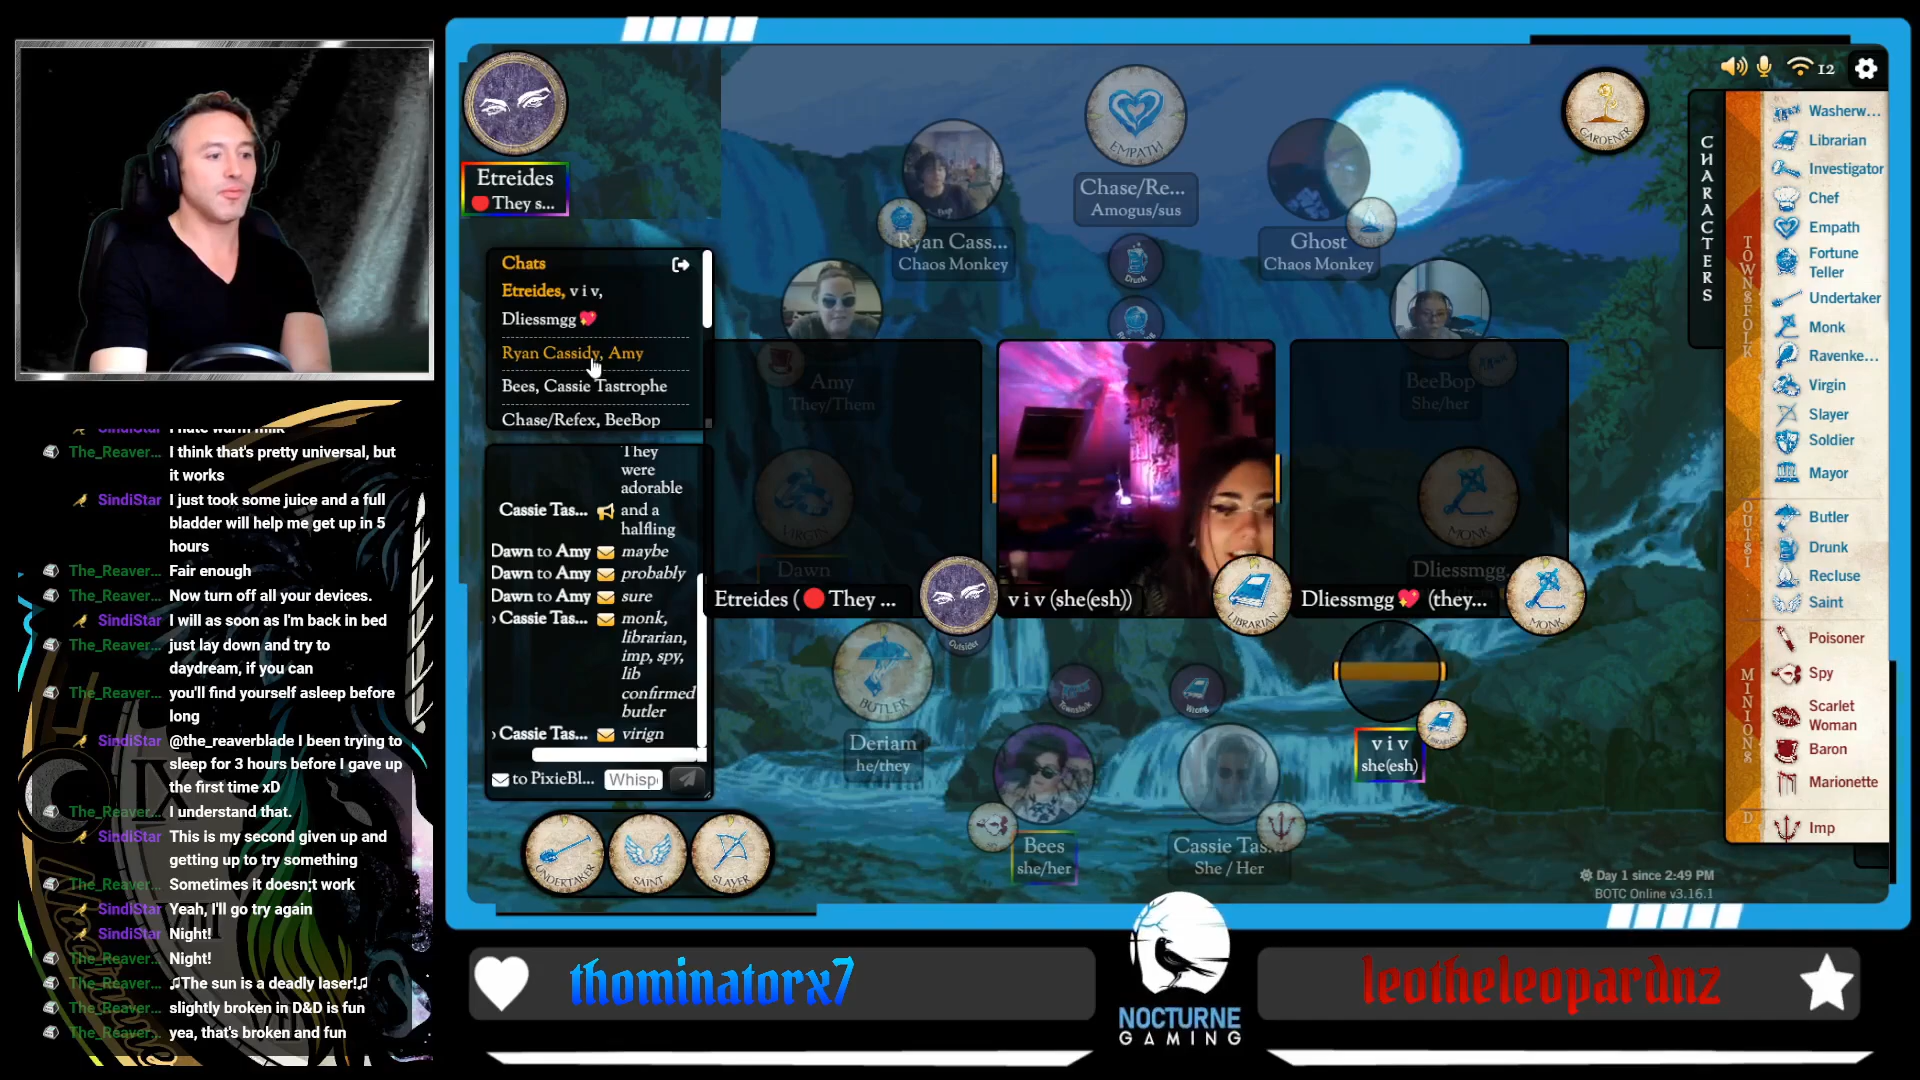 Etreides
They s...
Chats
Etreides, v i v,
Dliessmgg
Ryan Cassidy, Amy
Bees, Cassie Tastrophe
Chase/Refex, BeeBop
They
were
adorable
Cassie Tas... and a
halfling
Dawn to Amy maybe
Dawn to Amy probably
Dawn to Amy sure
Cassie Tas... monk,
librarian,
imp, spy,
lib
confirmed
butler
Cassie Tas... virign
to PixieBl... Whisp
UNDERTAKER
SAINT
SLAYER
SindiStar I hate warm milk
The_Reaver... I think that's pretty universal, but
it works
SindiStar I just took some juice and a full
bladder will help me get up in 5
hours
The_Reaver... Fair enough
The_Reaver... Now turn off all your devices.
SindiStar I will as soon as I'm back in bed
The_Reaver... just lay down and try to
daydream, if you can
The_Reaver... you'll find yourself asleep before
long
SindiStar @the_reaverblade I been trying to
sleep for 3 hours before I gave up
the first time xD
The_Reaver... I understand that.
SindiStar This is my second given up and
getting up to try something
The_Reaver... Sometimes it doesn;t work
SindiStar Yeah, I'll go try again
SindiStar Night!
The_Reaver... Night!
The_Reaver... ♫The sun is a deadly laser!♫
The_Reaver... slightly broken in D&D is fun
The_Reaver... yea, that's broken and fun
EMPATH
Chase/Re...
Amogus/sus
Ryan Cass...
Chaos Monkey
Ghost
Chaos Monkey
Drunk
Amy
They/Them
BeeBop
She/her
VIRGIN
Dawn
MONK
Dliessmgg
Etreides ( They ...
v i v (she(esh))
LIBRARIAN
Dliessmgg (they...
MONK
Outsider
BUTLER
Deriam
he/they
Townsfolk
Wrong
v i v
she(esh)
Bees
she/her
Cassie Tas...
She / Her
GARDENER
12
CHARACTERS
TOWNSFOLK
Washerw...
Librarian
Investigator
Chef
Empath
Fortune
Teller
Undertaker
Monk
Ravenke...
Virgin
Slayer
Soldier
Mayor
OUTSI
Butler
Drunk
Recluse
Saint
MINIONS
Poisoner
Spy
Scarlet
Woman
Baron
Marionette
D
Imp
Day 1 since 2:49 PM
BOTC Online v3.16.1
thominatorx7
NOCTURNE
GAMING
leotheleopardnz